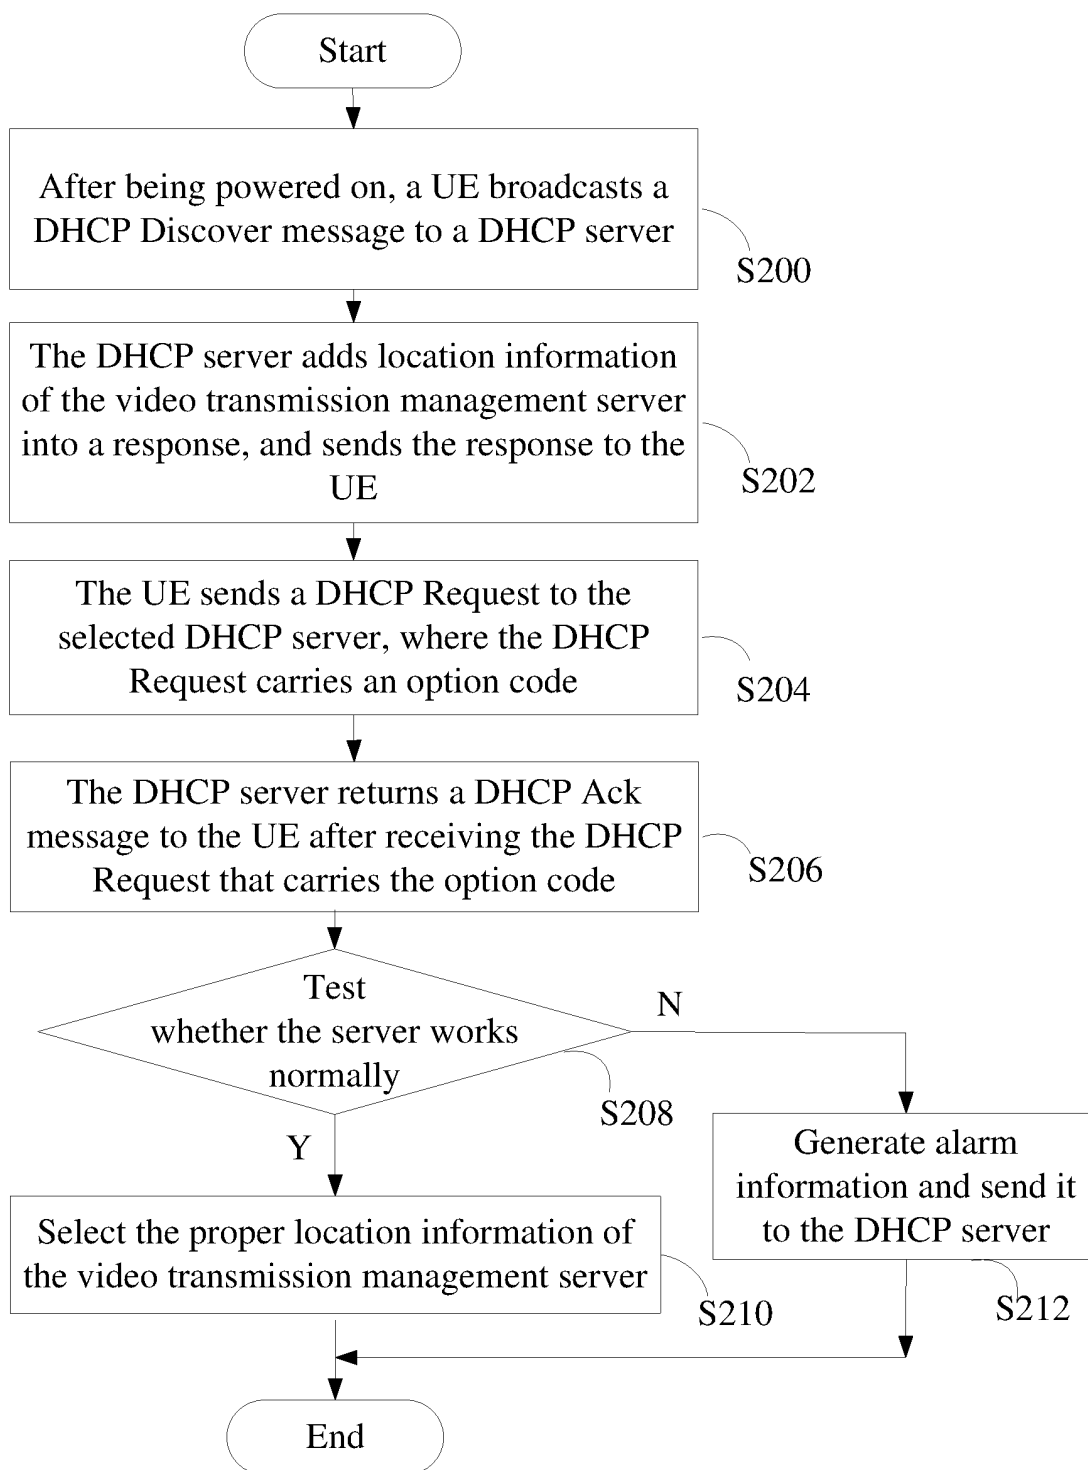 Start
After being powered on, a UE broadcasts a
DHCP Discover message to a DHCP server
S200
The DHCP server adds location information
of the video transmission management server
into a response, and sends the response to the
UE
S202
The UE sends a DHCP Request to the
selected DHCP server, where the DHCP
Request carries an option code
S204
The DHCP server returns a DHCP Ack
message to the UE after receiving the DHCP
Request that carries the option code
S206
Test
whether the server works
normally
N
S208
Y
Generate alarm
information and send it
to the DHCP server
S212
Select the proper location information of
the video transmission management server
S210
End